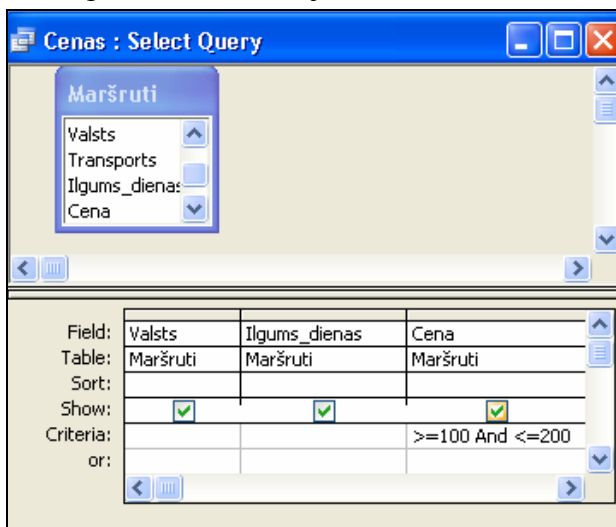 Cenas : Select Query
Maršruti
Valsts
Transports
Ilgums_dienas
Cena
Field: Valsts Ilgums_dienas Cena
Table: Maršruti Maršruti Maršruti
Sort:
Show:
Criteria: >=100 And <=200
or: